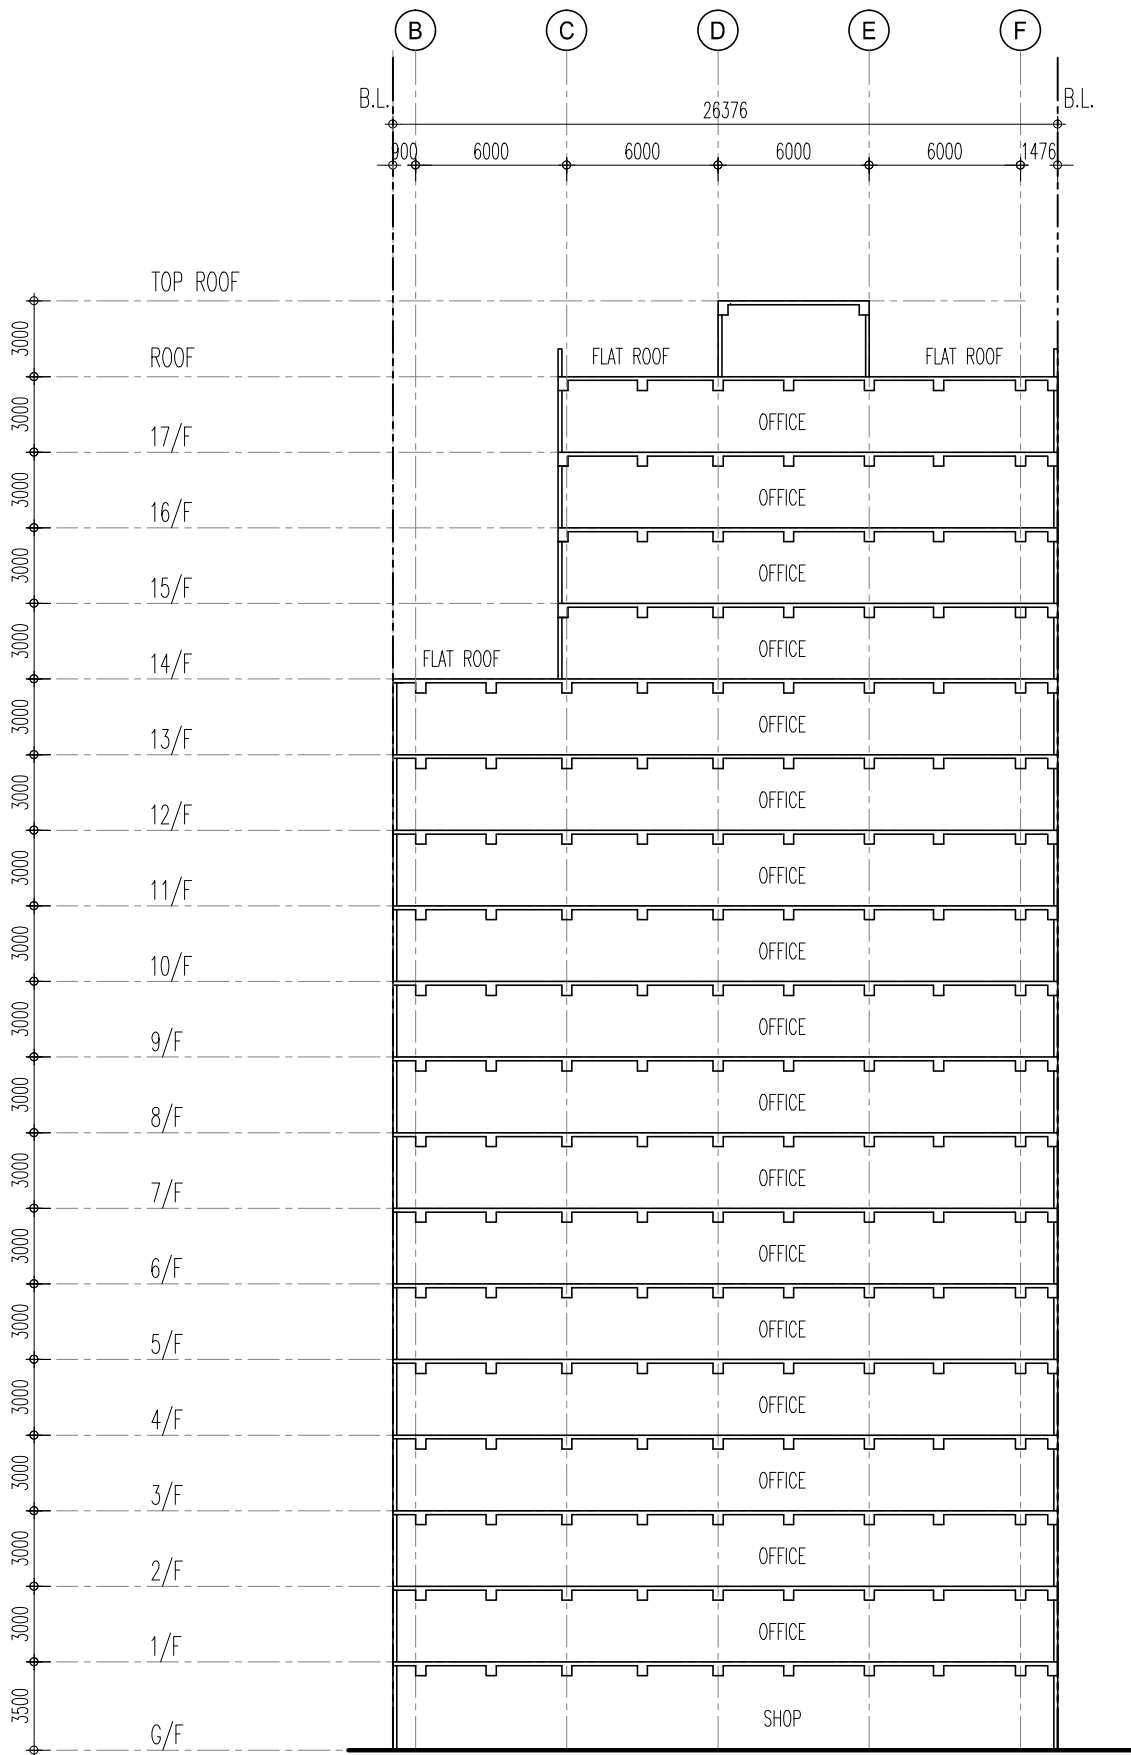 B C D E F
B.L. 26376 B.L.
900 6000 6000 6000 6000 1476
TOP ROOF
3000
ROOF FLAT ROOF FLAT ROOF
3000 OFFICE
17/F
3000 OFFICE
16/F
3000 OFFICE
15/F
3000 OFFICE
14/F FLAT ROOF
3000 OFFICE
13/F
3000 OFFICE
12/F
3000 OFFICE
11/F
3000 OFFICE
10/F
3000 OFFICE
9/F
3000 OFFICE
8/F
3000 OFFICE
7/F
3000 OFFICE
6/F
3000 OFFICE
5/F
3000 OFFICE
4/F
3000 OFFICE
3/F
3000 OFFICE
2/F
3000 OFFICE
1/F
3500 SHOP
G/F